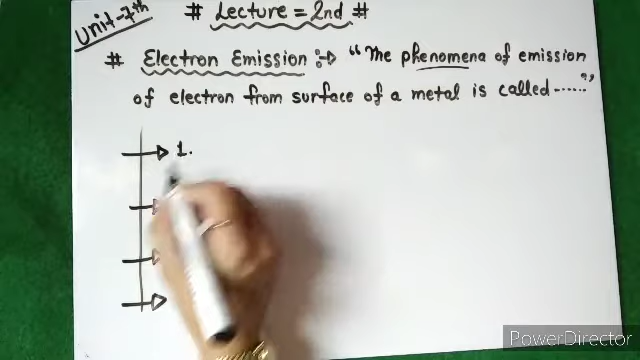 Unit-7th
# Lecture = 2nd #
# Electron Emission :→ "The phenomena of emission
of electron from surface of a metal is called ------"
1.
PowerDirector